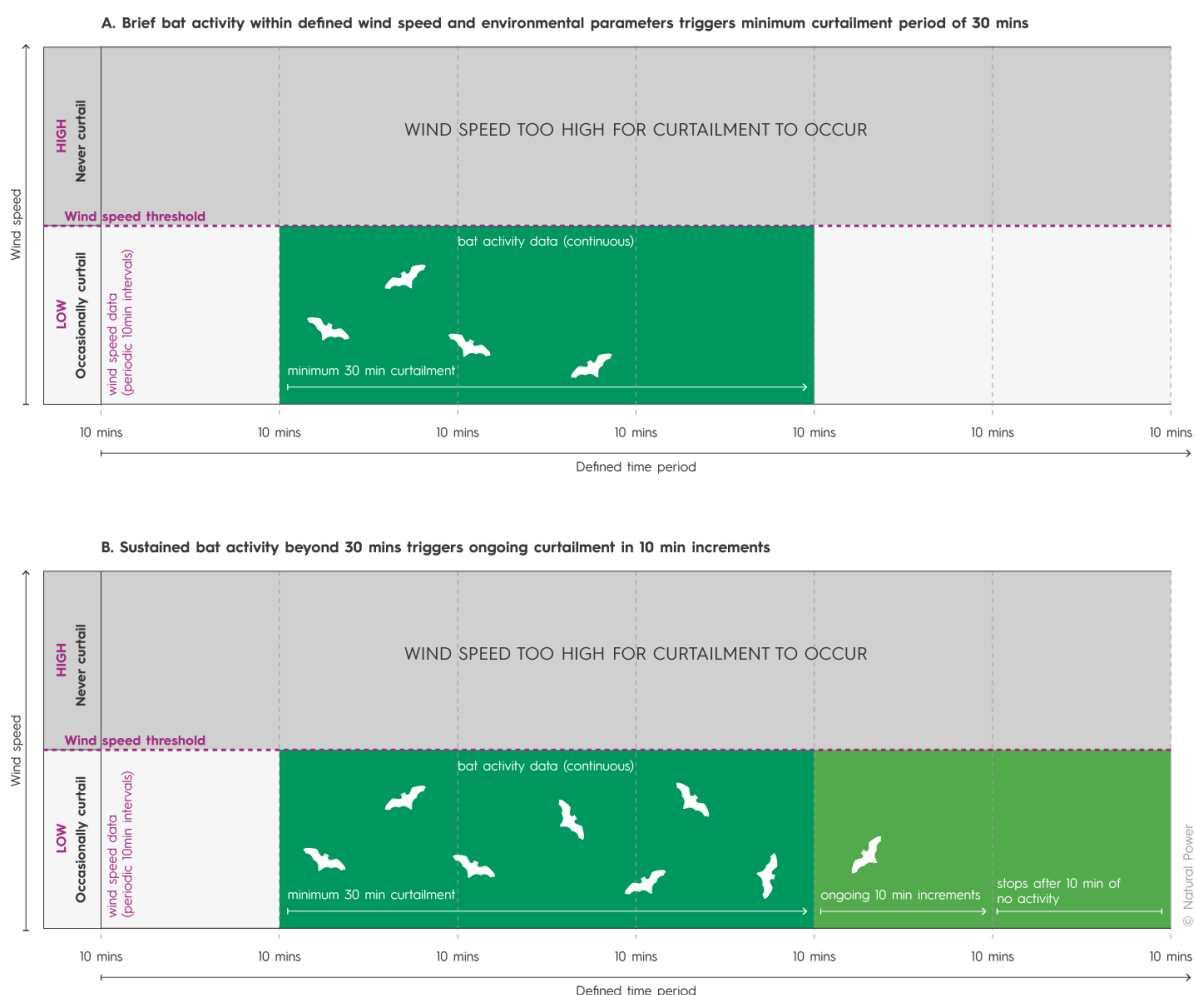 A. Brief bat activity within defined wind speed and environmental parameters triggers minimum curtailment period of 30 mins
Wind speed
HIGH
Never curtail
WIND SPEED TOO HIGH FOR CURTAILMENT TO OCCUR
Wind speed threshold
LOW
Occasionally curtail
wind speed data
(periodic 10min intervals)
bat activity data (continuous)
minimum 30 min curtailment
10 mins
10 mins
10 mins
10 mins
10 mins
10 mins
10 mins
Defined time period
B. Sustained bat activity beyond 30 mins triggers ongoing curtailment in 10 min increments
Wind speed
HIGH
Never curtail
WIND SPEED TOO HIGH FOR CURTAILMENT TO OCCUR
Wind speed threshold
LOW
Occasionally curtail
wind speed data
(periodic 10min intervals)
bat activity data (continuous)
minimum 30 min curtailment
ongoing 10 min increments
stops after 10 min of
no activity
© Natural Power
10 mins
10 mins
10 mins
10 mins
10 mins
10 mins
10 mins
Defined time period